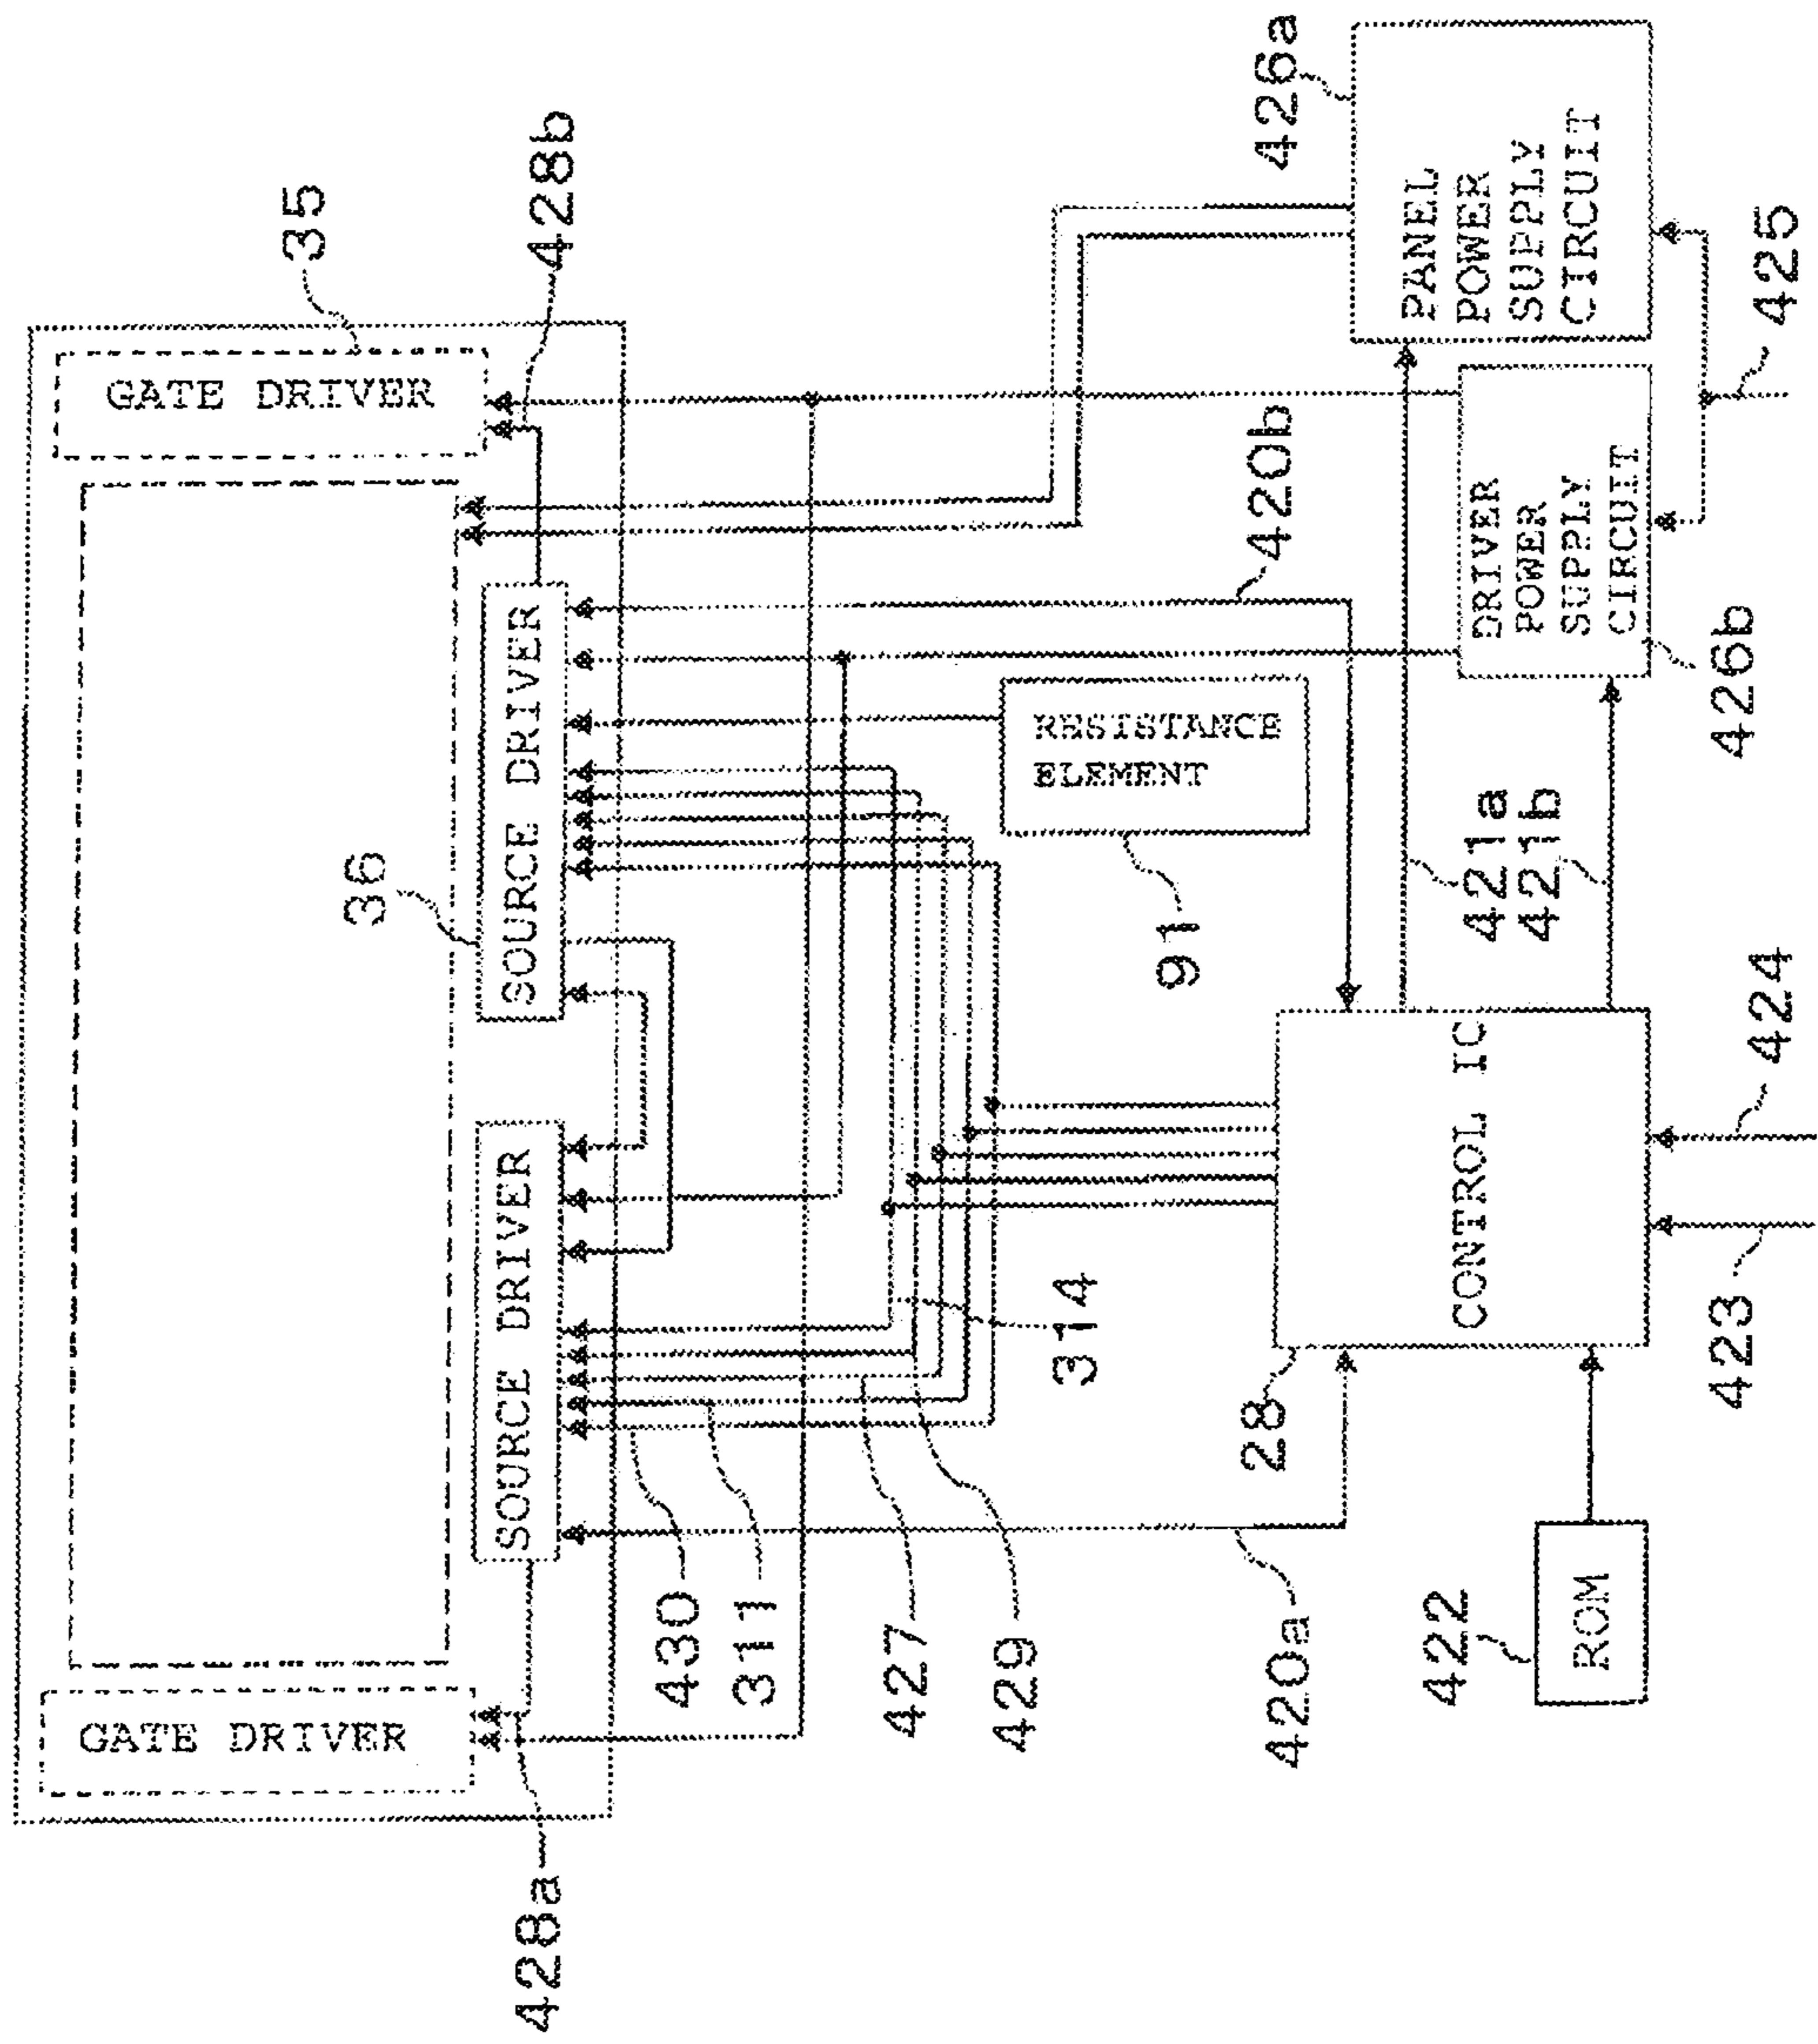 428a
GATE DRIVER
SOURCE DRIVER
36
SOURCE DRIVER
GATE DRIVER
35
428b
430
311
427
429
314
420a
28
91
RESISTANCE
ELEMENT
420b
426a
PANEL
POWER
SUPPLY
CIRCUIT
422
ROM
CONTROL IC
421a
421b
DRIVER
POWER
SUPPLY
CIRCUIT
426b
423
424
425